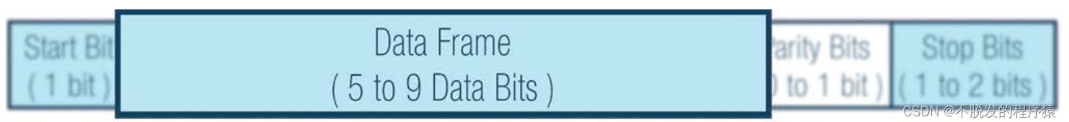 Start Bit
( 1 bit )
Data Frame
( 5 to 9 Data Bits )
arity Bits
to 1 bit )
Stop Bits
( 1 to 2 bits )
CSDN @不脱发的程序猿